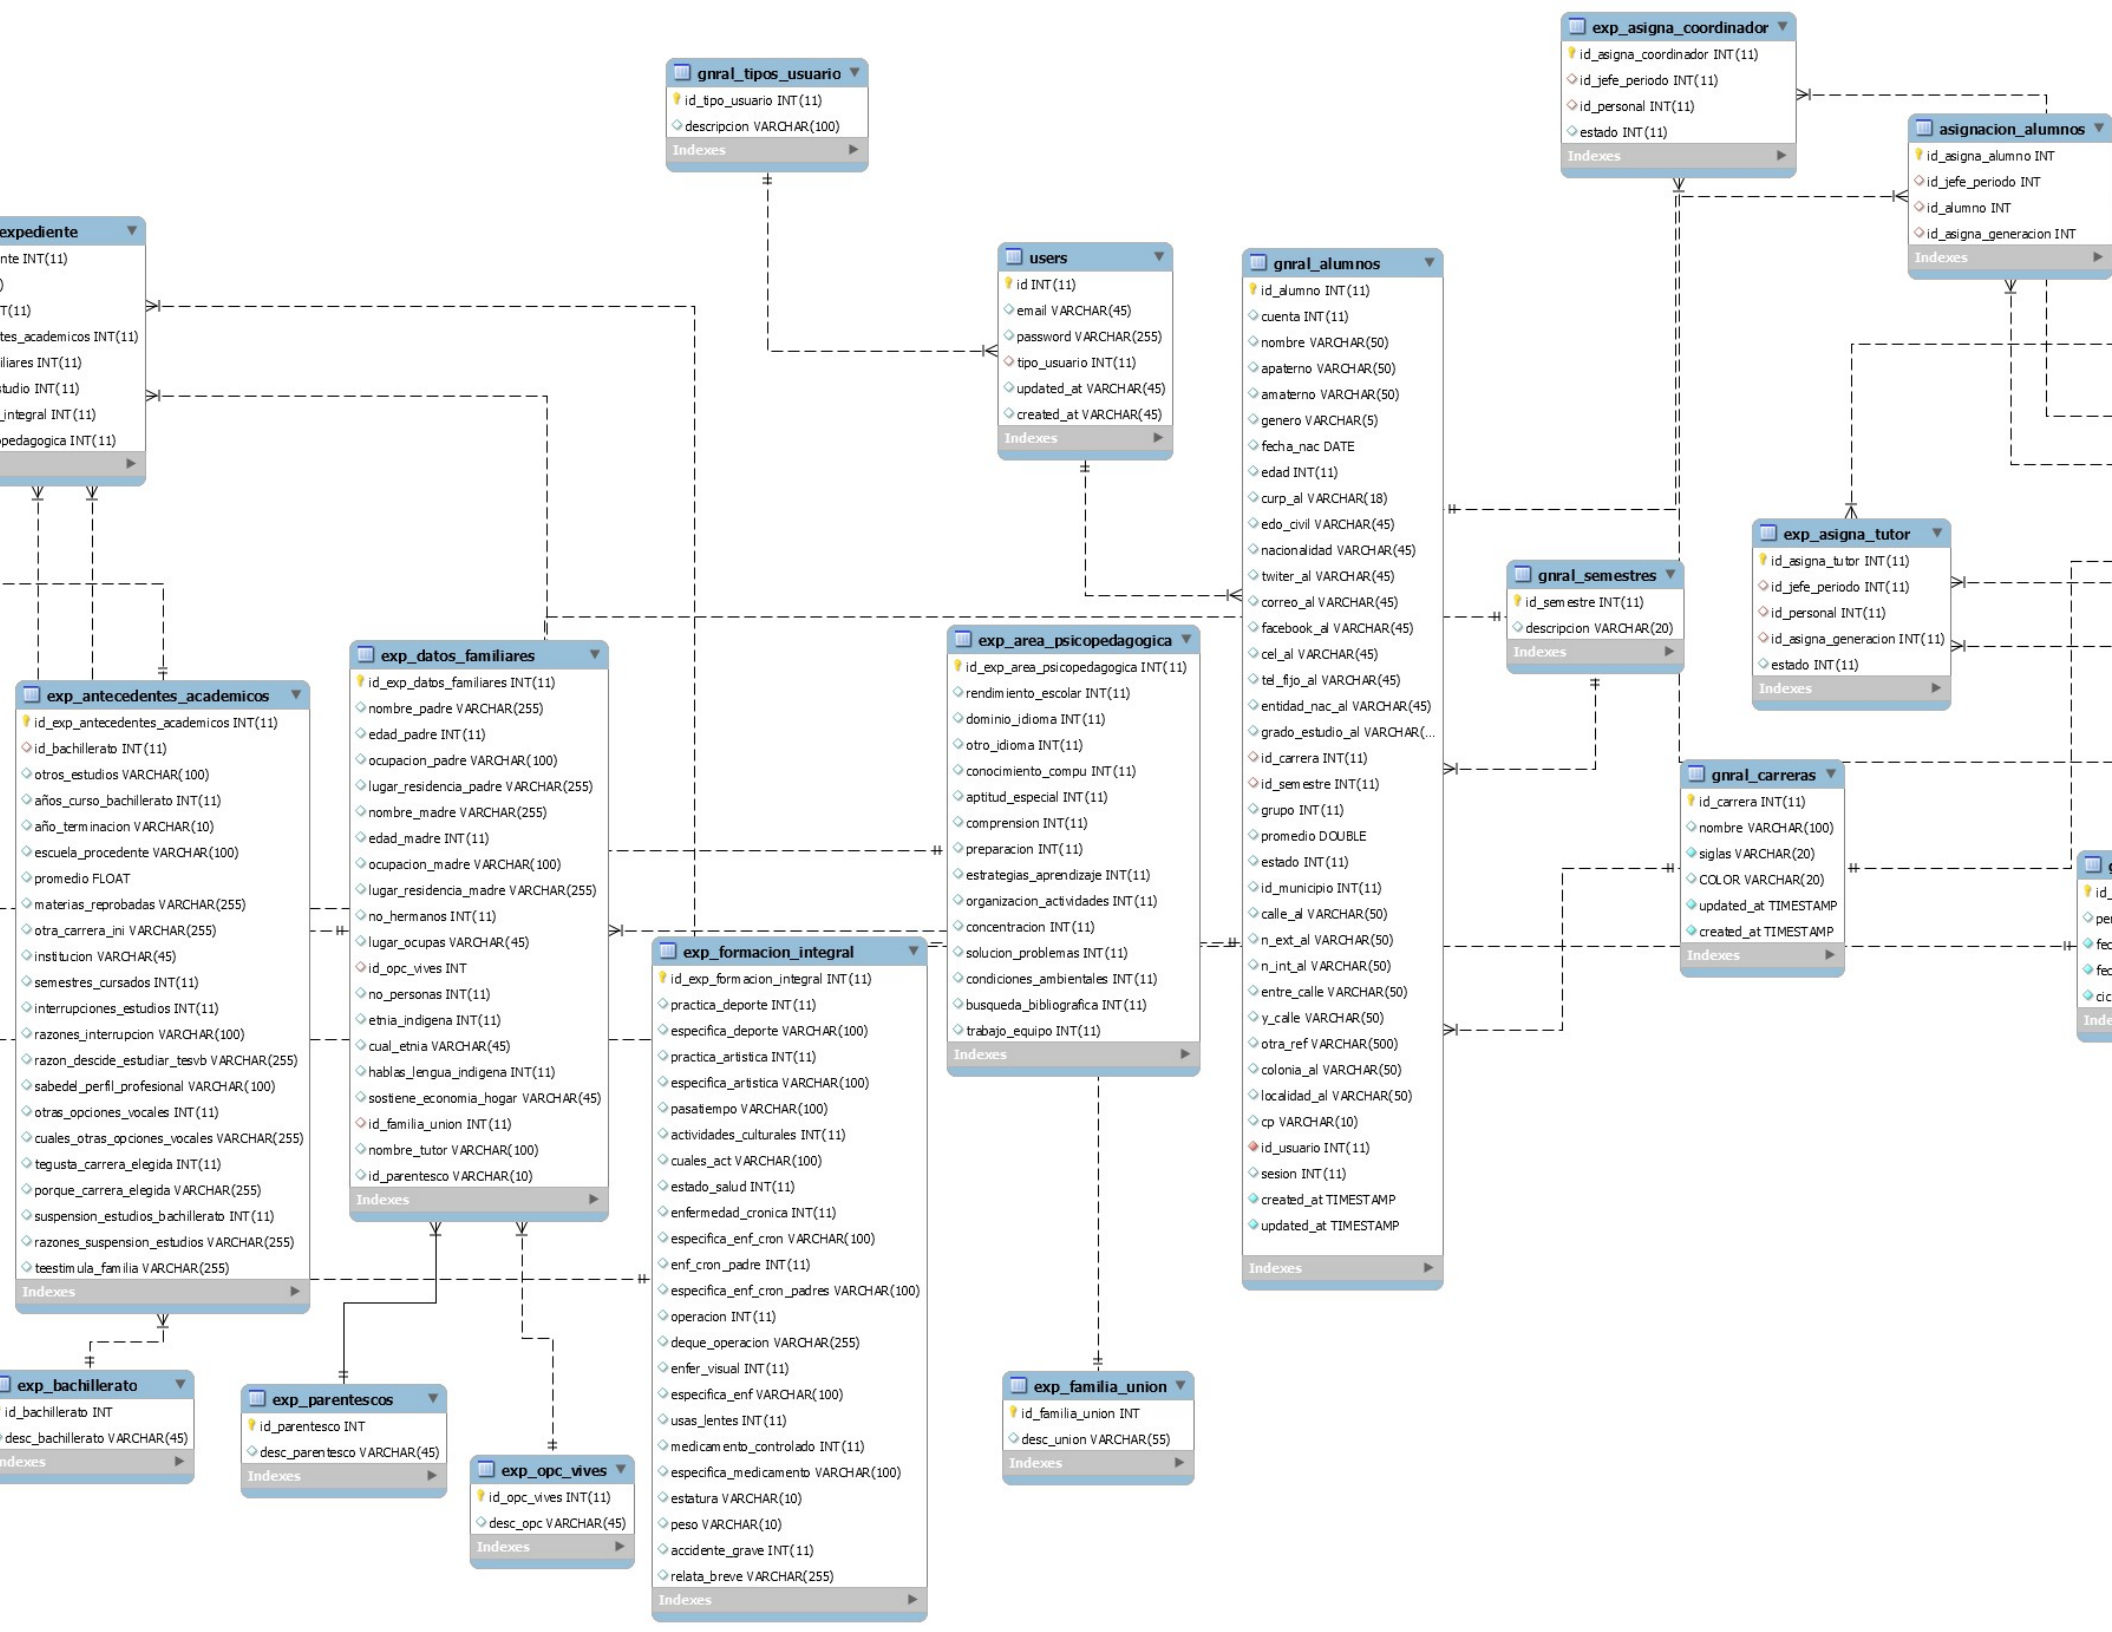 exp_asigna_coordinador
id_asigna_coordinador INT(11)
id_jefe_periodo INT(11)
id_personal INT(11)
estado INT(11)
Indexes
gnral_tipos_usuario
id_tipo_usuario INT(11)
descripcion VARCHAR(100)
Indexes
asignacion_alumnos
id_asigna_alumno INT
id_jefe_periodo INT
id_alumno INT
id_asigna_generacion INT
Indexes
expediente
nte INT(11)
)
T(11)
tes_academicos INT(11)
iliares INT(11)
studio INT(11)
_integral INT(11)
opedagogica INT(11)
users
id INT(11)
email VARCHAR(45)
password VARCHAR(255)
tipo_usuario INT(11)
updated_at VARCHAR(45)
created_at VARCHAR(45)
Indexes
gnral_alumnos
id_alumno INT(11)
cuenta INT(11)
nombre VARCHAR(50)
apaterno VARCHAR(50)
amaterno VARCHAR(50)
genero VARCHAR(5)
fecha_nac DATE
edad INT(11)
curp_al VARCHAR(18)
edo_civil VARCHAR(45)
nacionalidad VARCHAR(45)
twiter_al VARCHAR(45)
correo_al VARCHAR(45)
facebook_al VARCHAR(45)
cel_al VARCHAR(45)
tel_fijo_al VARCHAR(45)
entidad_nac_al VARCHAR(45)
grado_estudio_al VARCHAR(...
id_carrera INT(11)
id_semestre INT(11)
grupo INT(11)
promedio DOUBLE
estado INT(11)
id_municipio INT(11)
calle_al VARCHAR(50)
n_ext_al VARCHAR(50)
n_int_al VARCHAR(50)
entre_calle VARCHAR(50)
y_calle VARCHAR(50)
otra_ref VARCHAR(500)
colonia_al VARCHAR(50)
localidad_al VARCHAR(50)
cp VARCHAR(10)
id_usuario INT(11)
sesion INT(11)
created_at TIMESTAMP
updated_at TIMESTAMP
Indexes
exp_asigna_tutor
id_asigna_tutor INT(11)
id_jefe_periodo INT(11)
id_personal INT(11)
id_asigna_generacion INT(11)
estado INT(11)
Indexes
gnral_semestres
id_semestre INT(11)
descripcion VARCHAR(20)
Indexes
exp_area_psicopedagogica
id_exp_area_psicopedagogica INT(11)
rendimiento_escolar INT(11)
dominio_idioma INT(11)
otro_idioma INT(11)
conocimiento_compu INT(11)
aptitud_especial INT(11)
comprension INT(11)
preparacion INT(11)
estrategias_aprendizaje INT(11)
organizacion_actividades INT(11)
concentracion INT(11)
solucion_problemas INT(11)
condiciones_ambientales INT(11)
busqueda_bibliografica INT(11)
trabajo_equipo INT(11)
Indexes
exp_datos_familiares
id_exp_datos_familiares INT(11)
nombre_padre VARCHAR(255)
edad_padre INT(11)
ocupacion_padre VARCHAR(100)
lugar_residencia_padre VARCHAR(255)
nombre_madre VARCHAR(255)
edad_madre INT(11)
ocupacion_madre VARCHAR(100)
lugar_residencia_madre VARCHAR(255)
no_hermanos INT(11)
lugar_ocupas VARCHAR(45)
id_opc_vives INT
no_personas INT(11)
etnia_indigena INT(11)
cual_etnia VARCHAR(45)
hablas_lengua_indigena INT(11)
sostiene_economia_hogar VARCHAR(45)
id_familia_union INT(11)
nombre_tutor VARCHAR(100)
id_parentesco VARCHAR(10)
Indexes
exp_antecedentes_academicos
id_exp_antecedentes_academicos INT(11)
id_bachillerato INT(11)
otros_estudios VARCHAR(100)
años_curso_bachillerato INT(11)
año_terminacion VARCHAR(10)
escuela_procedente VARCHAR(100)
promedio FLOAT
materias_reprobadas VARCHAR(255)
otra_carrera_ini VARCHAR(255)
institucion VARCHAR(45)
semestres_cursados INT(11)
interrupciones_estudios INT(11)
razones_interrupcion VARCHAR(100)
razon_descide_estudiar_tesvb VARCHAR(255)
sabedel_perfil_profesional VARCHAR(100)
otras_opciones_vocales INT(11)
cuales_otras_opciones_vocales VARCHAR(255)
tegusta_carrera_elegida INT(11)
porque_carrera_elegida VARCHAR(255)
suspension_estudios_bachillerato INT(11)
razones_suspension_estudios VARCHAR(255)
teestimula_familia VARCHAR(255)
Indexes
gnral_carreras
id_carrera INT(11)
nombre VARCHAR(100)
siglas VARCHAR(20)
COLOR VARCHAR(20)
updated_at TIMESTAMP
created_at TIMESTAMP
Indexes
g
id_
per
fec
fec
cic
Inde
exp_formacion_integral
id_exp_formacion_integral INT(11)
practica_deporte INT(11)
especifica_deporte VARCHAR(100)
practica_artistica INT(11)
especifica_artistica VARCHAR(100)
pasatiempo VARCHAR(100)
actividades_culturales INT(11)
cuales_act VARCHAR(100)
estado_salud INT(11)
enfermedad_cronica INT(11)
especifica_enf_cron VARCHAR(100)
enf_cron_padre INT(11)
especifica_enf_cron_padres VARCHAR(100)
operacion INT(11)
deque_operacion VARCHAR(255)
enfer_visual INT(11)
especifica_enf VARCHAR(100)
usas_lentes INT(11)
medicamento_controlado INT(11)
especifica_medicamento VARCHAR(100)
estatura VARCHAR(10)
peso VARCHAR(10)
accidente_grave INT(11)
relata_breve VARCHAR(255)
Indexes
exp_bachillerato
id_bachillerato INT
desc_bachillerato VARCHAR(45)
ndexes
exp_parentescos
id_parentesco INT
desc_parentesco VARCHAR(45)
Indexes
exp_opc_vives
id_opc_vives INT(11)
desc_opc VARCHAR(45)
Indexes
exp_familia_union
id_familia_union INT
desc_union VARCHAR(55)
Indexes